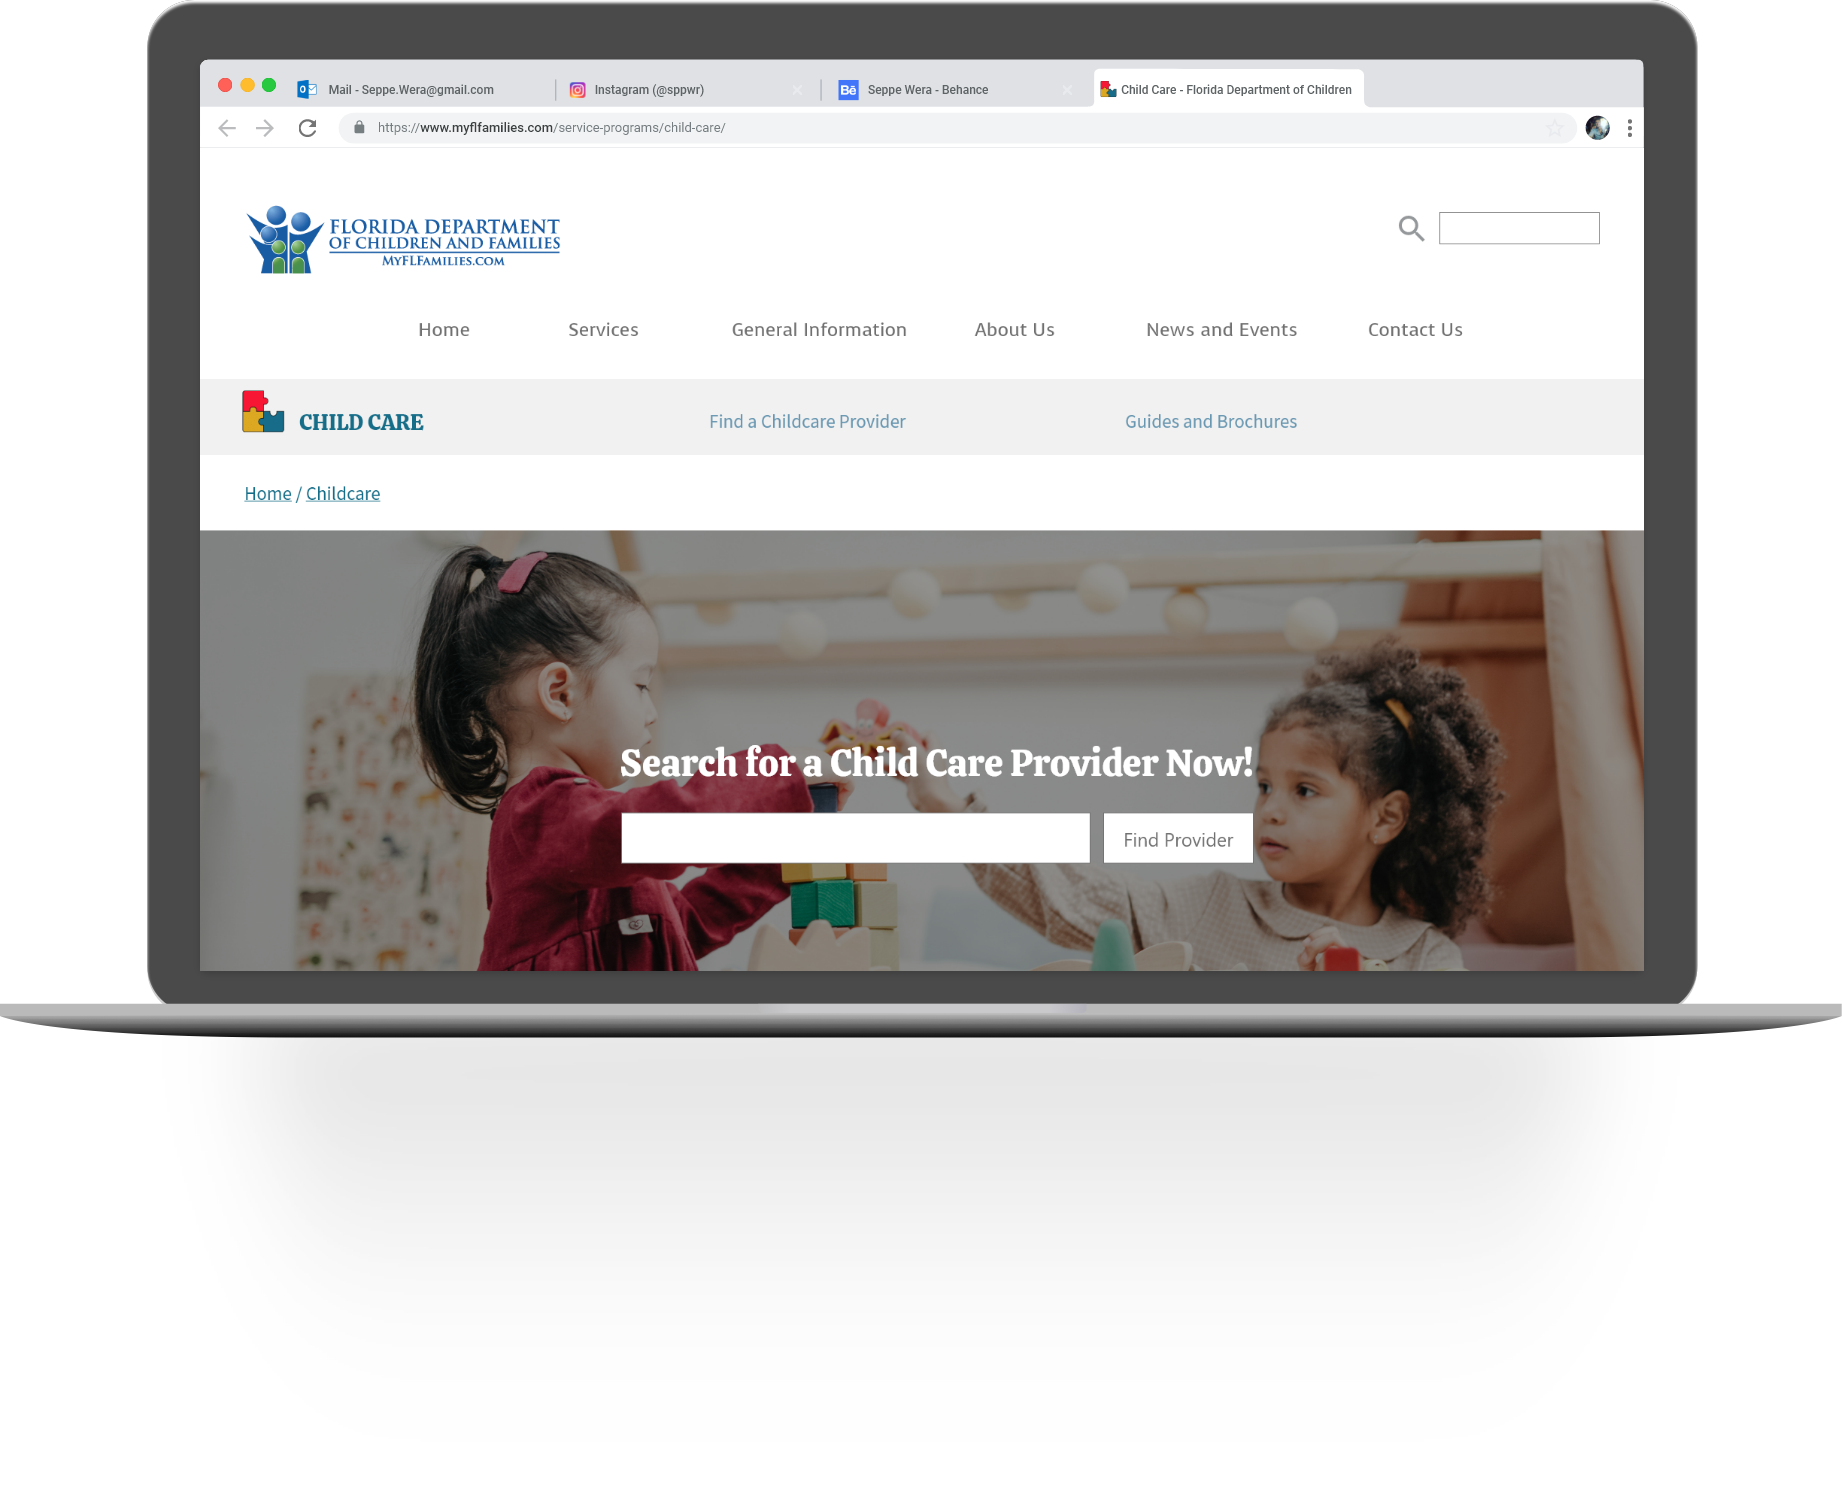 Mail - Seppe.Wera@gmail.com
Instagram (@sppwr)
Bē Seppe Wera - Behance
Child Care - Florida Department of Children
https://www.myflfamilies.com/service-programs/child-care/
FLORIDA DEPARTMENT
OF CHILDREN AND FAMILIES
MYFLFAMILIES.COM
Home Services General Information About Us News and Events Contact Us
CHILD CARE Find a Childcare Provider Guides and Brochures
Home / Childcare
Search for a Child Care Provider Now!
Find Provider